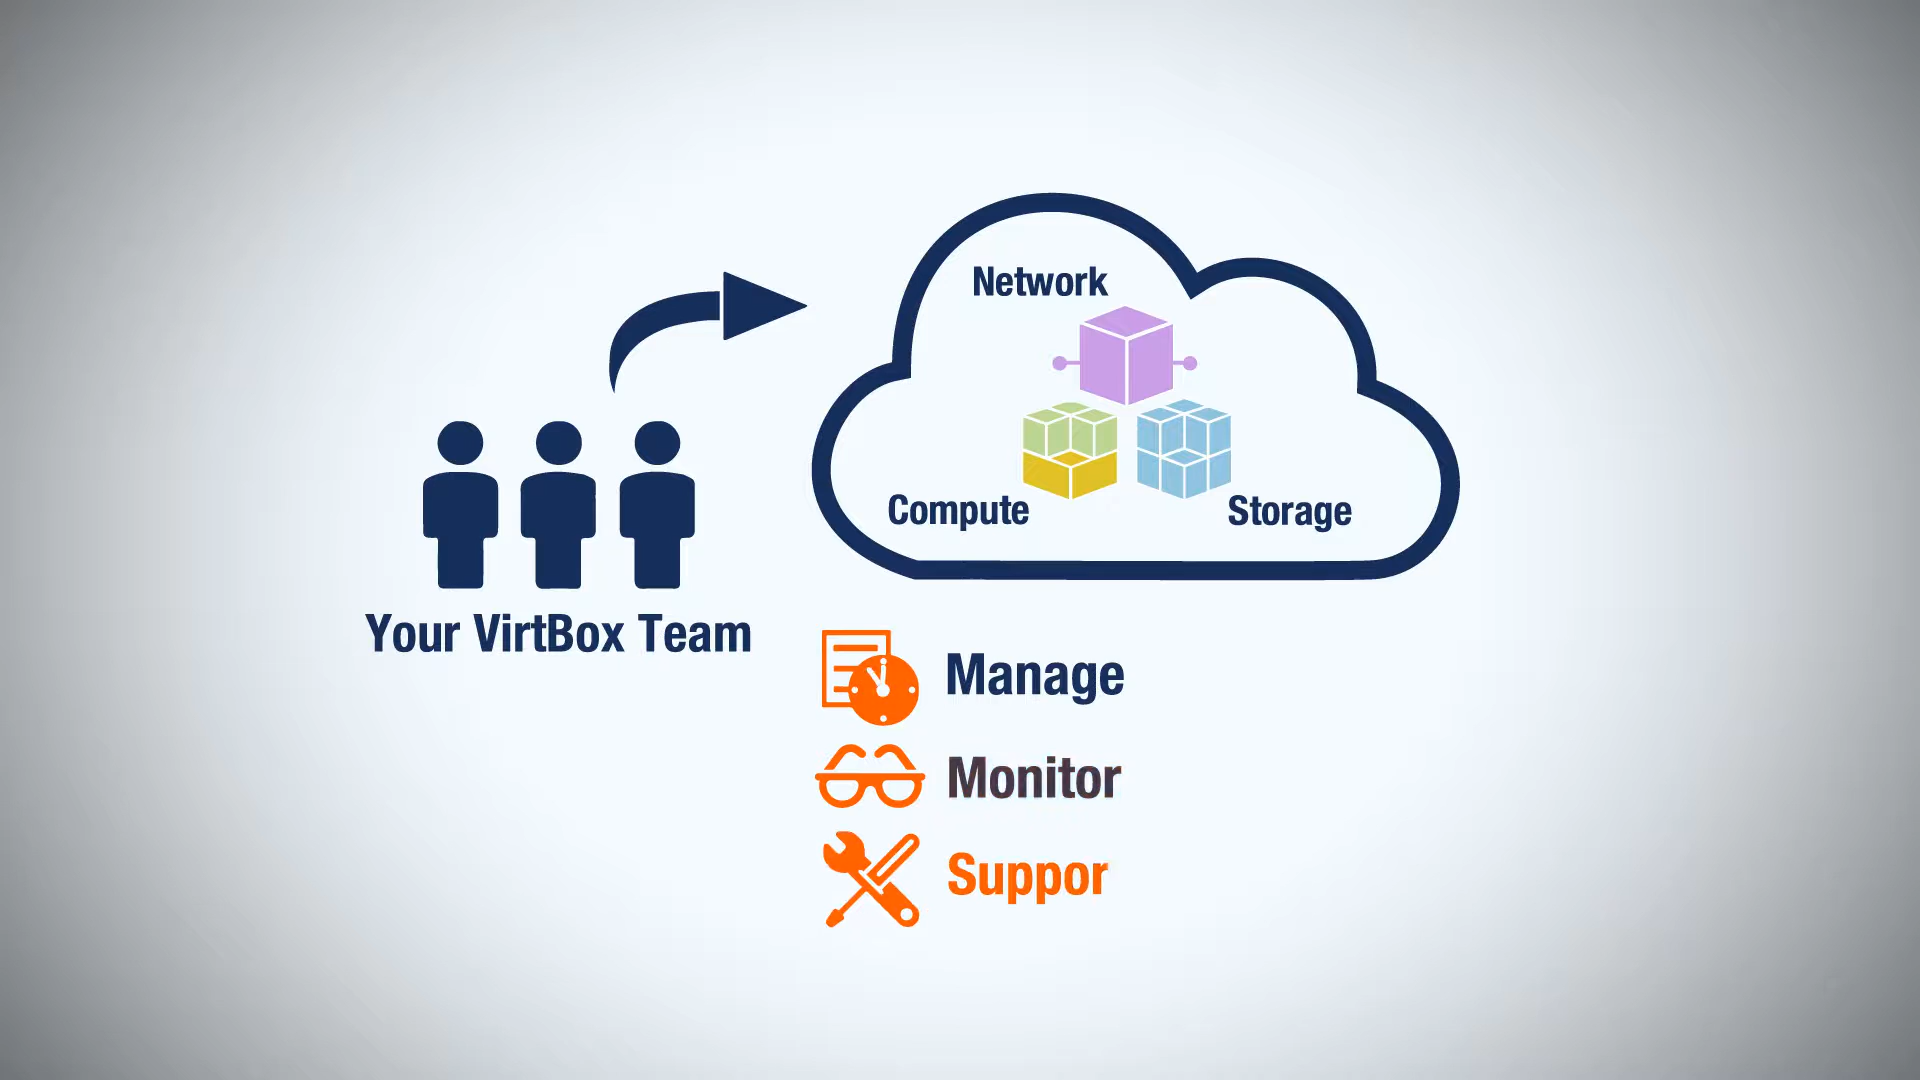 Network
Compute
Storage
Your VirtBox Team
Manage
Monitor
Suppor